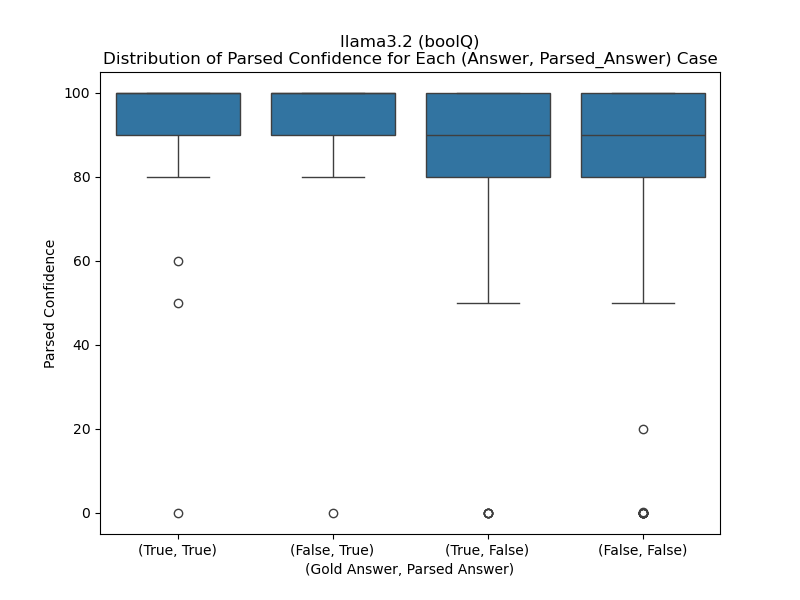 llama3.2 (boolQ)
Distribution of Parsed Confidence for Each (Answer, Parsed_Answer) Case
Parsed Confidence
100
80
60
40
20
0
(True, True)
(False, True)
(True, False)
(False, False)
(Gold Answer, Parsed Answer)